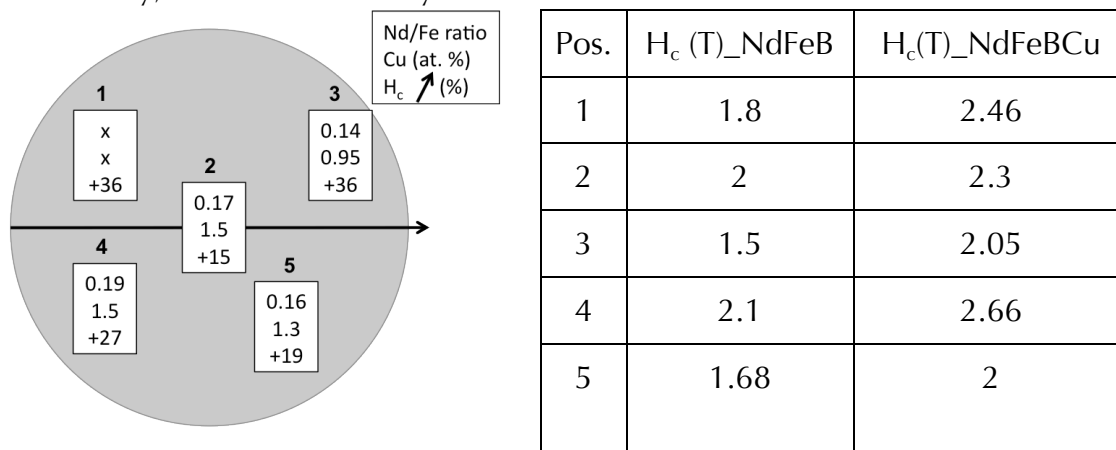 Nd/Fe ratio
Cu (at. %)
Hc (%)
1
x
x
+36
2
0.17
1.5
+15
3
0.14
0.95
+36
4
0.19
1.5
+27
5
0.16
1.3
+19
Pos. Hc (T)_NdFeB Hc(T)_NdFeBCu
1 1.8 2.46
2 2 2.3
3 1.5 2.05
4 2.1 2.66
5 1.68 2